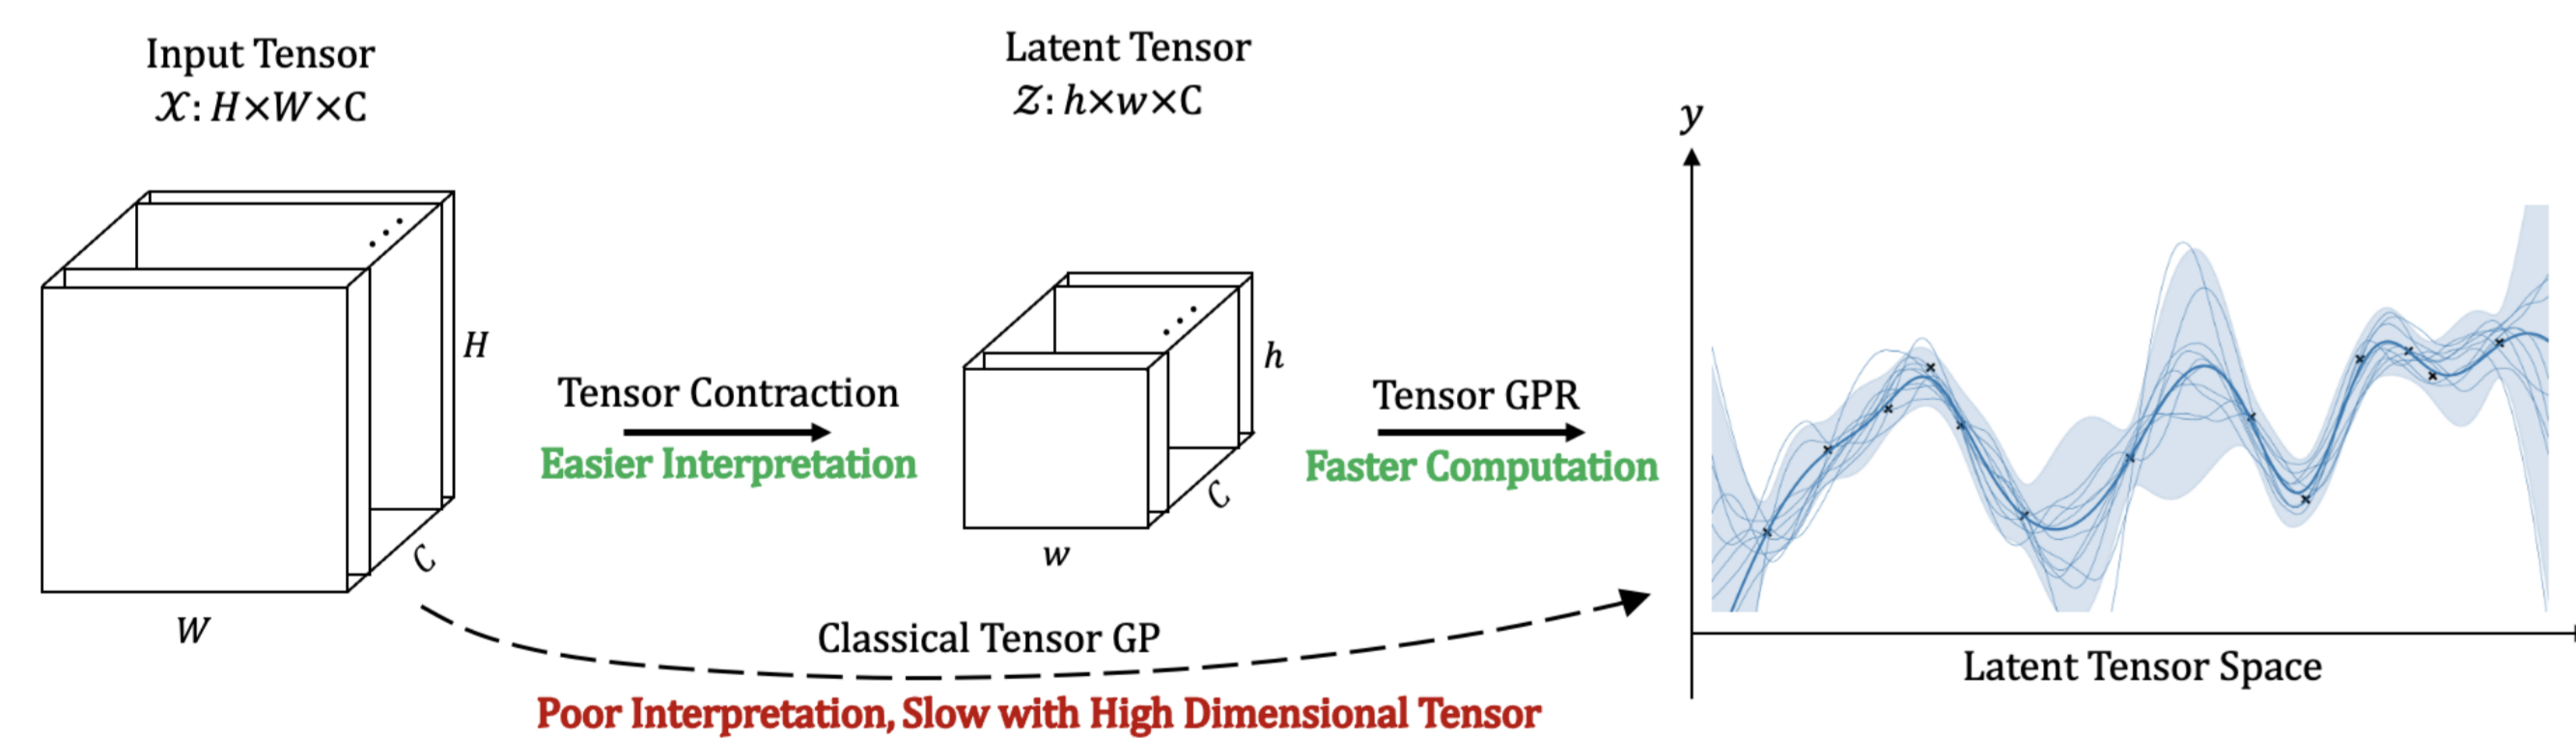 Input Tensor
𝒳: H×W×C
H
C
W
Tensor Contraction
Easier Interpretation
Latent Tensor
𝒵: h×w×C
h
C
w
Tensor GPR
Faster Computation
Classical Tensor GP
Poor Interpretation, Slow with High Dimensional Tensor
y
Latent Tensor Space